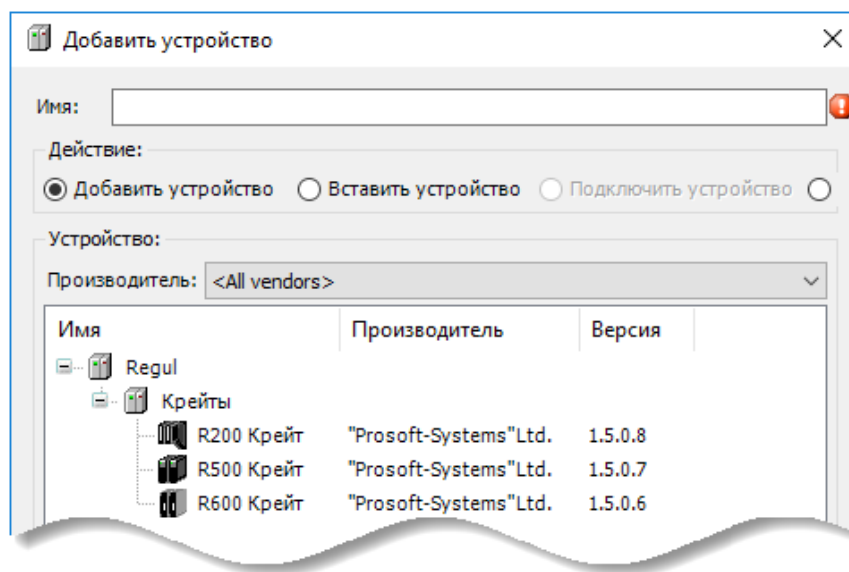 Добавить устройство
Имя:
Действие:
Добавить устройство Вставить устройство Подключить устройство
Устройство:
Производитель: <All vendors>
Имя Производитель Версия
Regul
Крейты
R200 Крейт "Prosoft-Systems"Ltd. 1.5.0.8
R500 Крейт "Prosoft-Systems"Ltd. 1.5.0.7
R600 Крейт "Prosoft-Systems"Ltd. 1.5.0.6